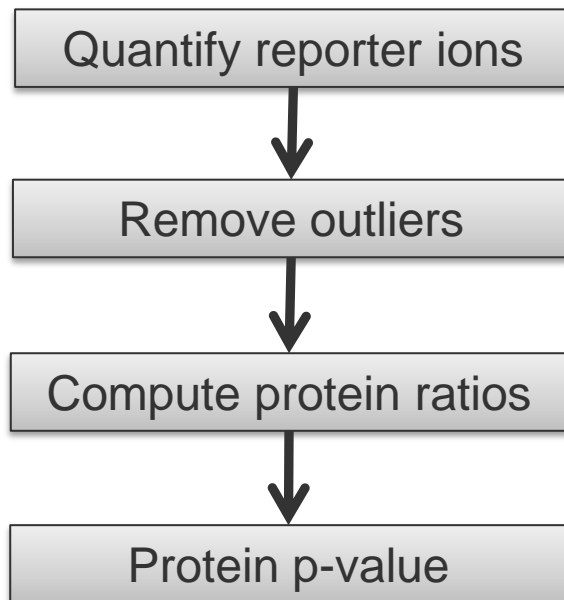 Quantify reporter ions
Remove outliers
Compute protein ratios
Protein p-value